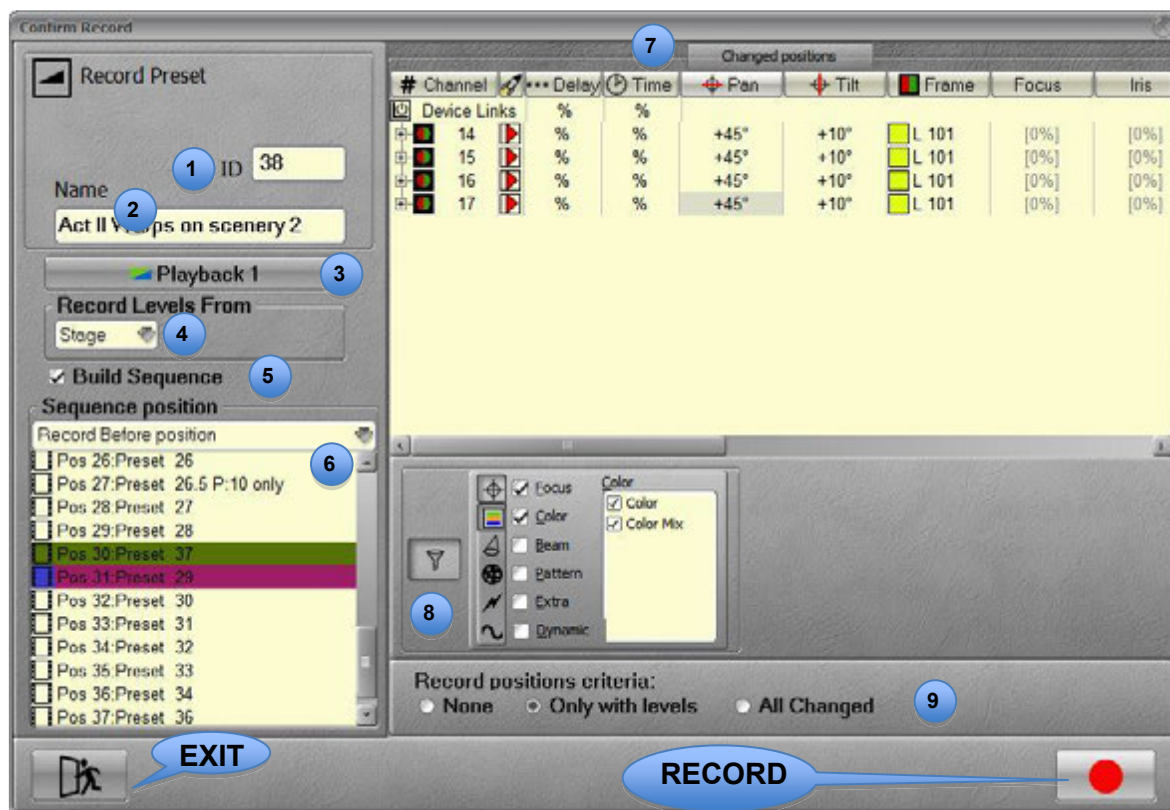 Confirm Record
Record Preset
1 ID 38
Name
2
Act II on scenery 2
Playback 1 3
Record Levels From
Stage 4
Build Sequence 5
Sequence position
Record Before position
6
Pos 26:Preset 26
Pos 27:Preset 26.5 P:10 only
Pos 28:Preset 27
Pos 29:Preset 28
Pos 30:Preset 37
Pos 31:Preset 29
Pos 32:Preset 30
Pos 33:Preset 31
Pos 34:Preset 32
Pos 35:Preset 33
Pos 36:Preset 34
Pos 37:Preset 36
EXIT
7 Changed positions
# Channel Delay Time Pan Tilt Frame Focus Iris
Device Links % %
14 % % +45° +10° L 101 [0%] [0%]
15 % % +45° +10° L 101 [0%] [0%]
16 % % +45° +10° L 101 [0%] [0%]
17 % % +45° +10° L 101 [0%] [0%]
Focus
Color
Beam
Pattern
Extra
Dynamic
8
Color
Color
Color Mix
Record positions criteria:
None Only with levels All Changed 9
RECORD